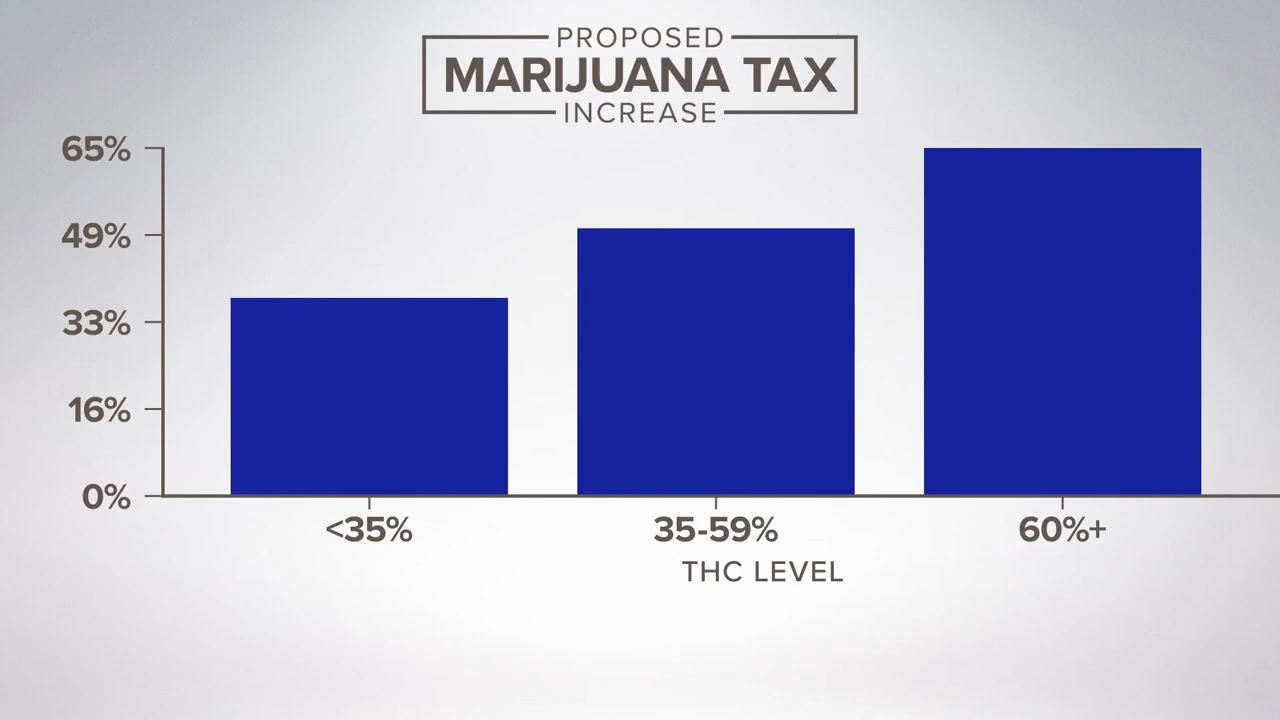 PROPOSED
MARIJUANA TAX
INCREASE
65%
49%
33%
16%
0%
<35%
35-59%
60%+
THC LEVEL